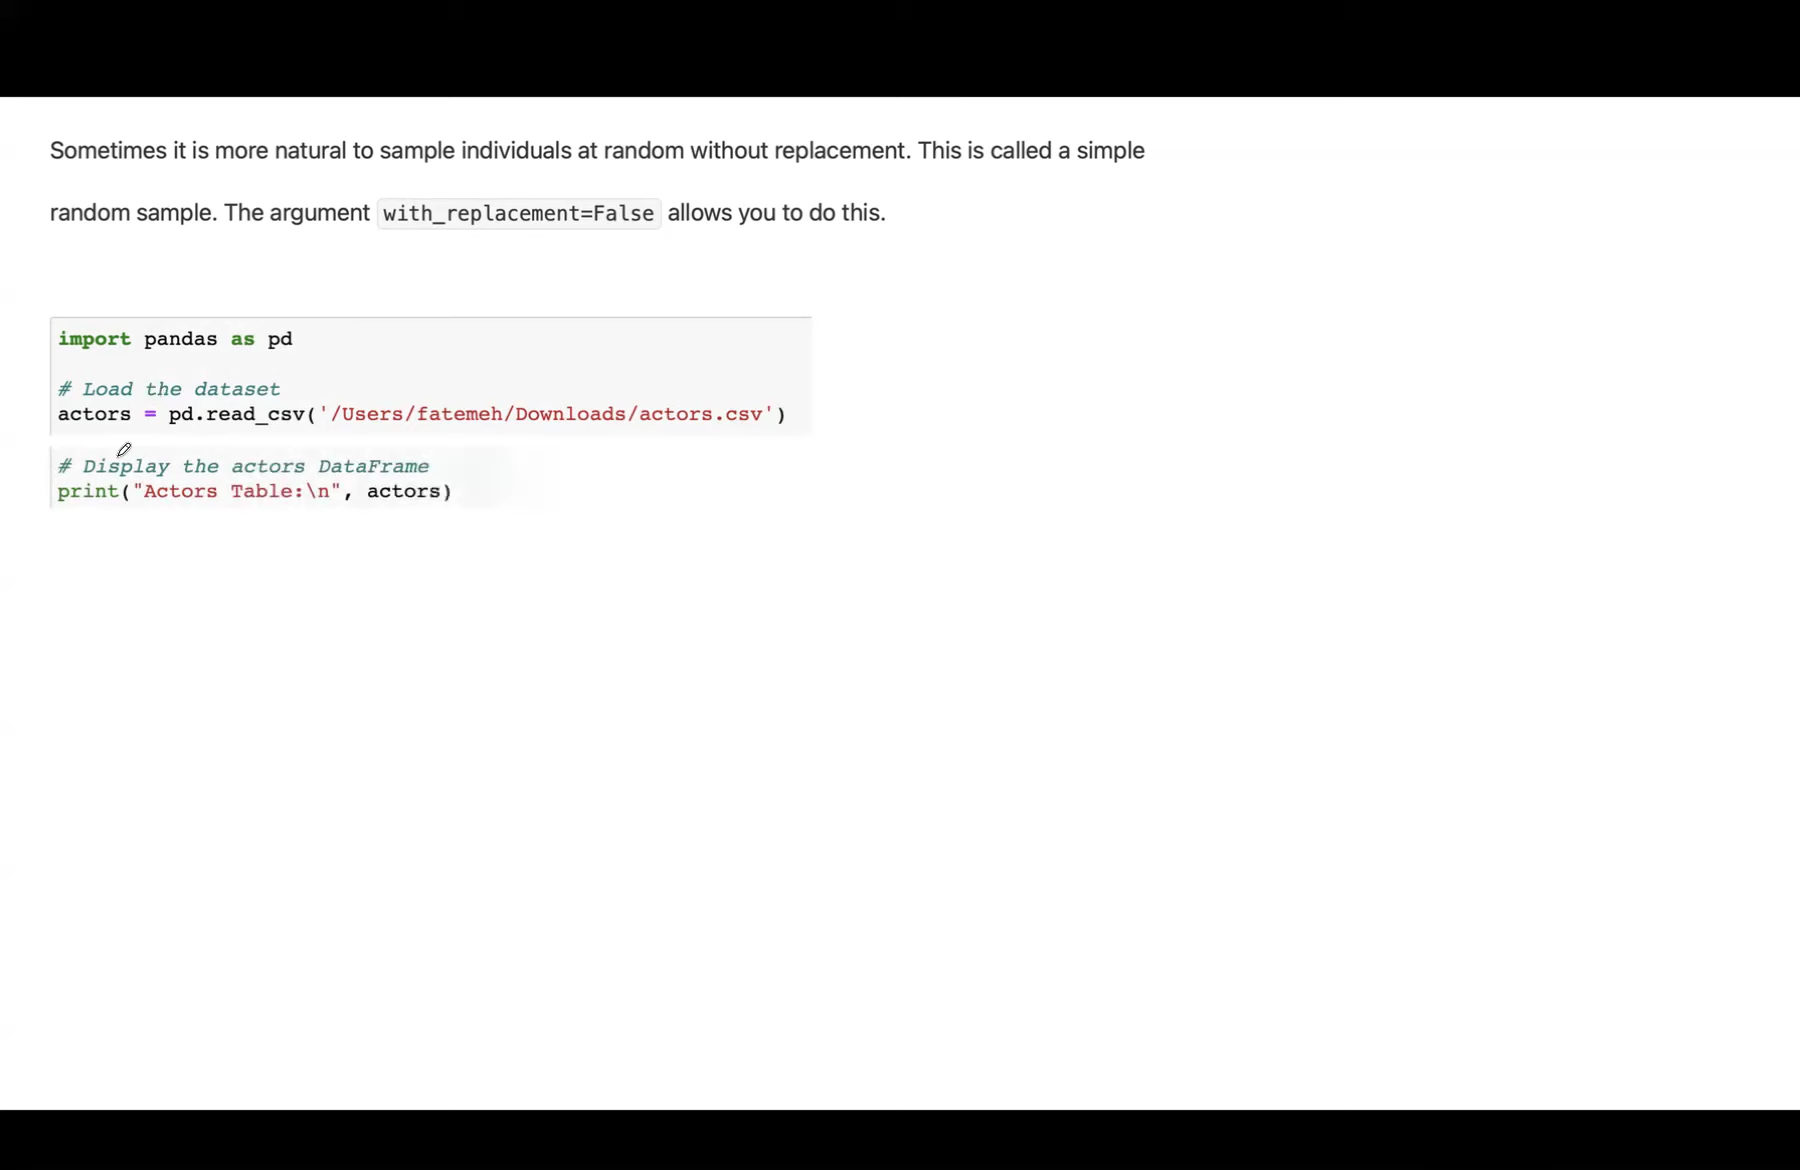 Sometimes it is more natural to sample individuals at random without replacement. This is called a simple
random sample. The argument with_replacement=False allows you to do this.
import pandas as pd
# Load the dataset
actors = pd.read_csv('/Users/fatemeh/Downloads/actors.csv')
# Display the actors DataFrame
print("Actors Table:\n", actors)